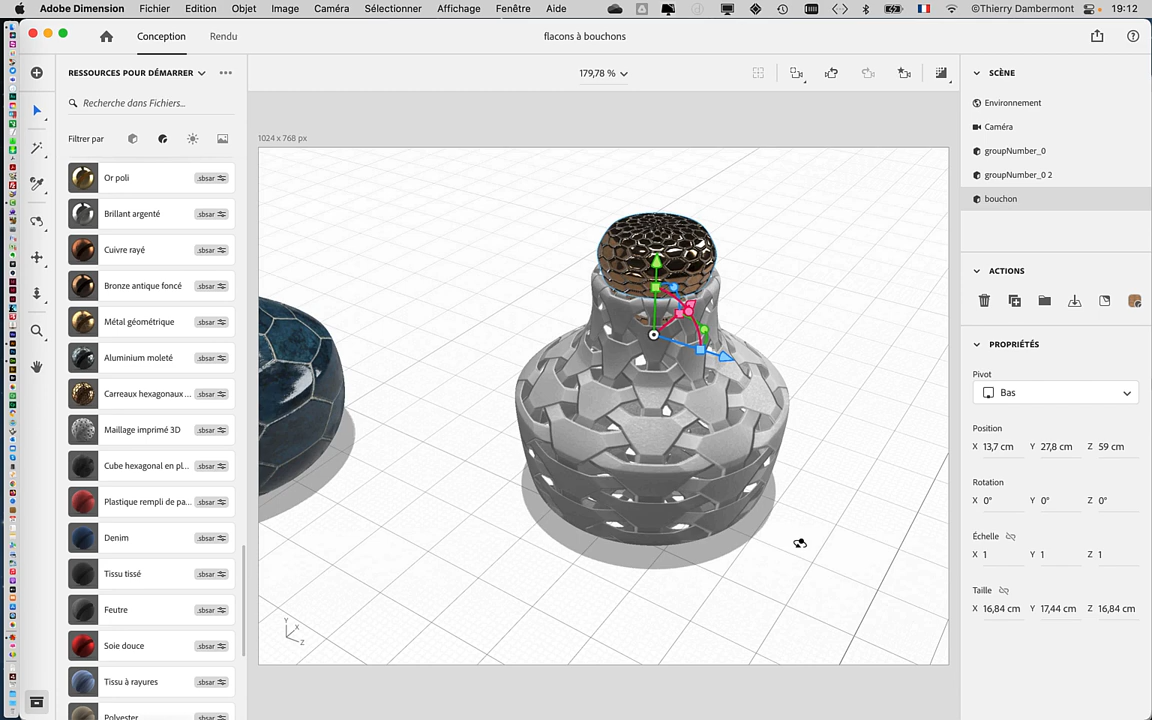 Adobe Dimension Fichier Edition Objet Image Caméra Sélectionner Affichage Fenêtre Aide ©Thierry Dambermont 19:12
Conception Rendu flacons à bouchons
RESSOURCES POUR DÉMARRER
179,78 %
SCÈNE
Recherche dans Fichiers...
Filtrer par
1024 x 768 px
Environnement
Caméra
groupNumber_0
groupNumber_0 2
bouchon
Or poli .sbsar
Brillant argenté .sbsar
Cuivre rayé .sbsar
Bronze antique foncé .sbsar
Métal géométrique .sbsar
Aluminium moleté .sbsar
Carreaux hexagonaux ... .sbsar
Maillage imprimé 3D .sbsar
Cube hexagonal en pl... .sbsar
Plastique rempli de pa... .sbsar
Denim .sbsar
Tissu tissé .sbsar
Feutre .sbsar
Soie douce .sbsar
Tissu à rayures .sbsar
Polyester .sbsar
Y
X
Z
ACTIONS
PROPRIÉTÉS
Pivot
Bas
Position
X 13,7 cm Y 27,8 cm Z 59 cm
Rotation
X 0° Y 0° Z 0°
Échelle
X 1 Y 1 Z 1
Taille
X 16,84 cm Y 17,44 cm Z 16,84 cm